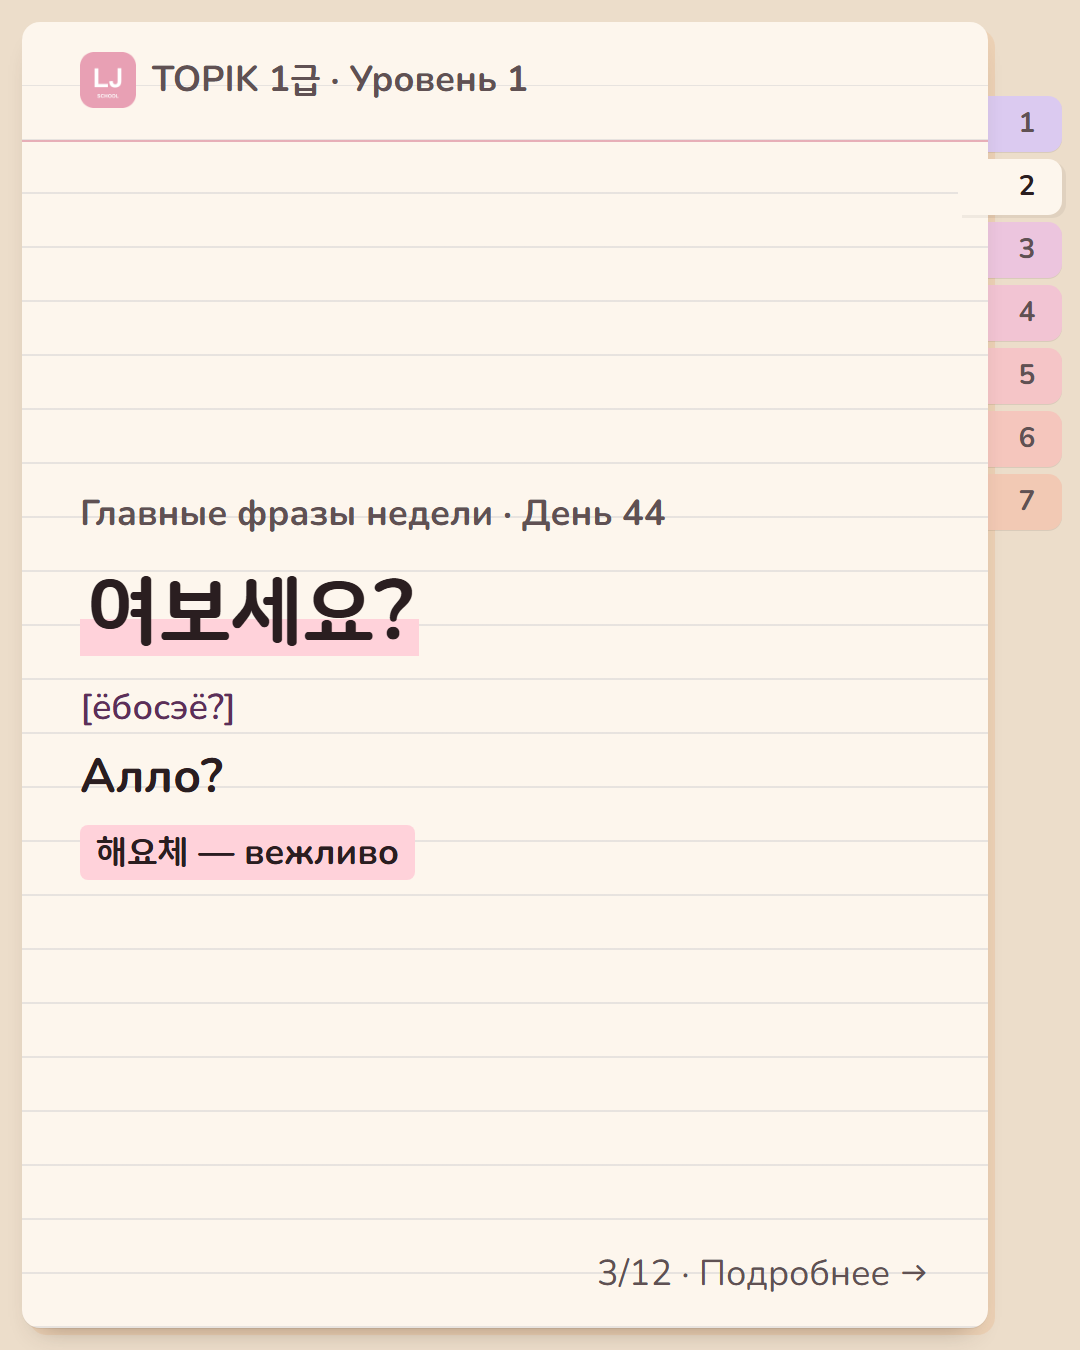 LJ
SCHOOL
TOPIK 1급 · Уровень 1
1
2
3
4
5
6
7
Главные фразы недели · День 44
여보세요?
[ёбосэё?]
Алло?
해요체 — вежливо
3/12 · Подробнее →